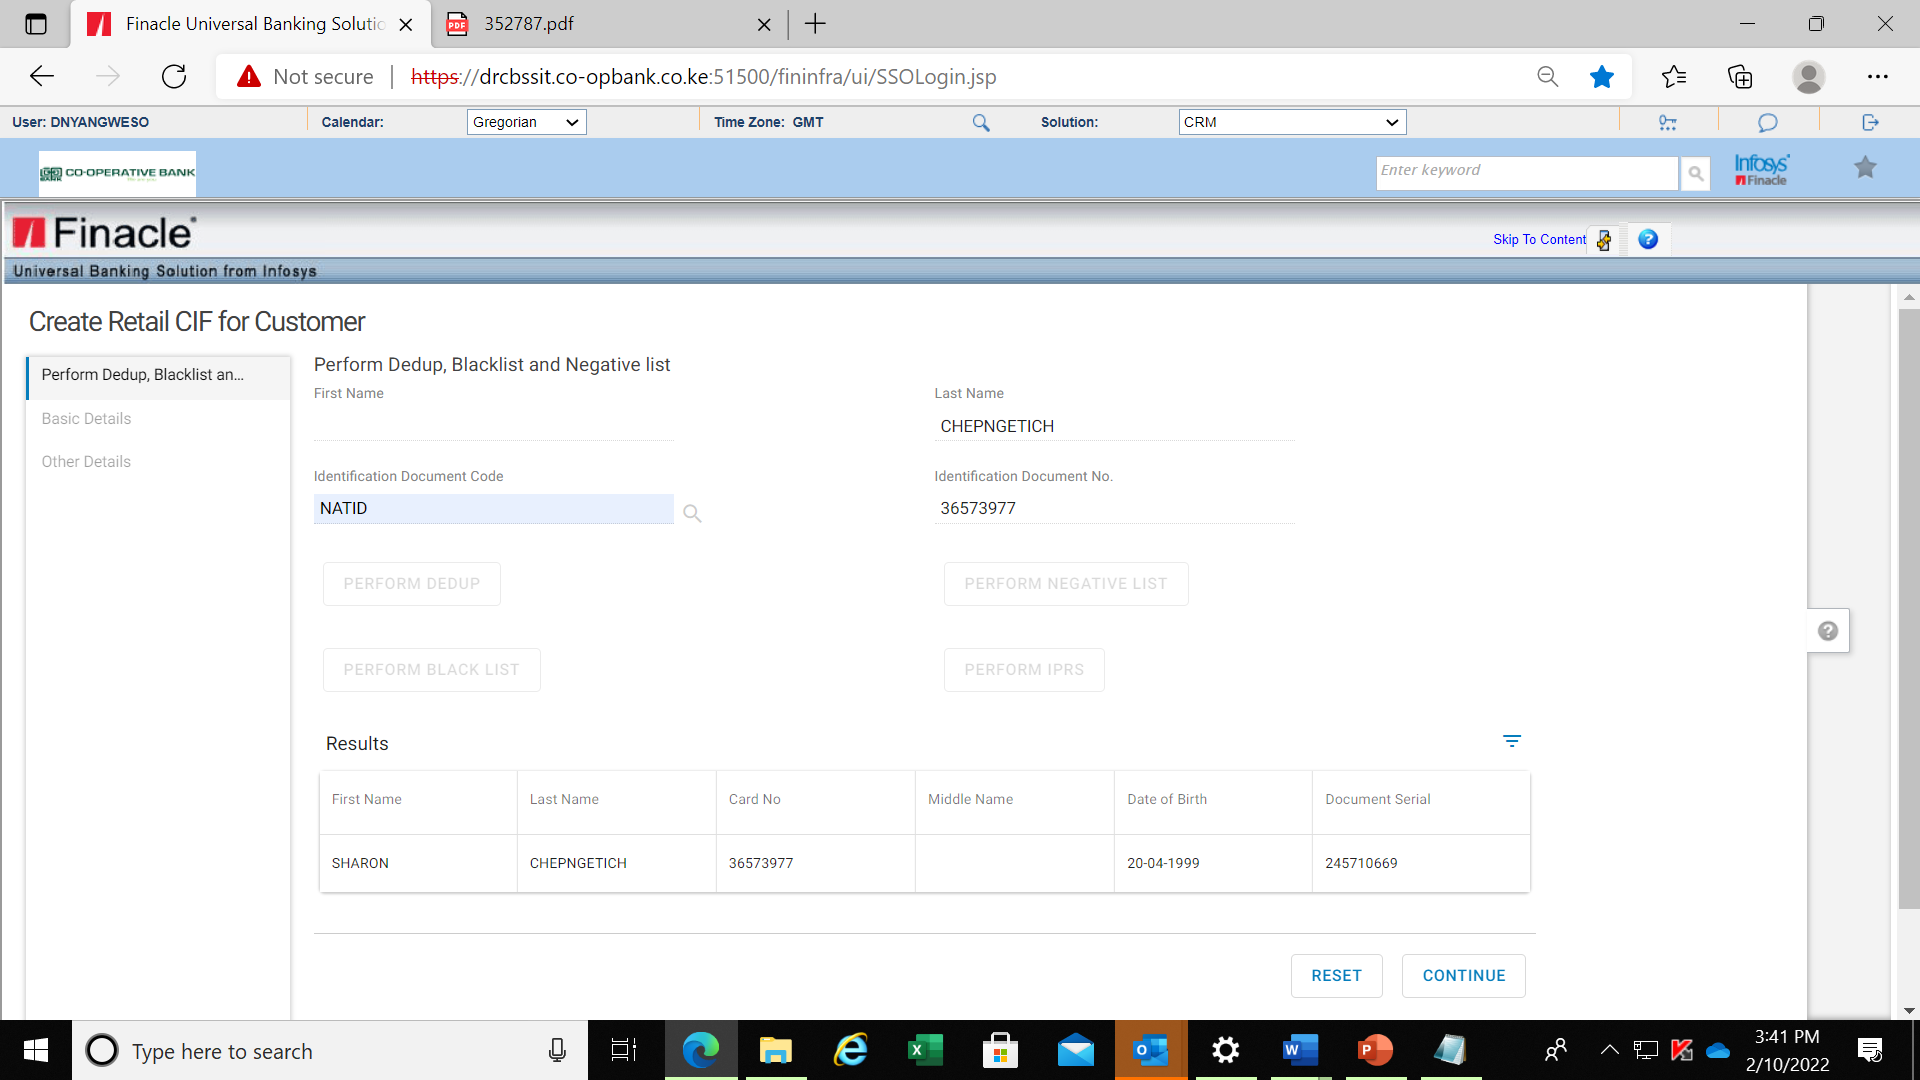 Finacle Universal Banking Solutio
352787.pdf
Not secure
https://drcbssit.co-opbank.co.ke:51500/fininfra/ui/SSOLogin.jsp
User: DNYANGWESO Calendar: Gregorian Time Zone: GMT Solution: CRM
CO-OPERATIVE BANK
Enter keyword
Infosys
Finacle
Finacle
Skip To Content
Universal Banking Solution from Infosys
Create Retail CIF for Customer
Perform Dedup, Blacklist an...
Basic Details
Other Details
Perform Dedup, Blacklist and Negative list
First Name Last Name
CHEPNGETICH
Identification Document Code Identification Document No.
NATID 36573977
PERFORM DEDUP PERFORM NEGATIVE LIST
PERFORM BLACK LIST PERFORM IPRS
Results
First Name Last Name Card No Middle Name Date of Birth Document Serial
SHARON CHEPNGETICH 36573977 20-04-1999 245710669
RESET CONTINUE
Type here to search
3:41 PM
2/10/2022